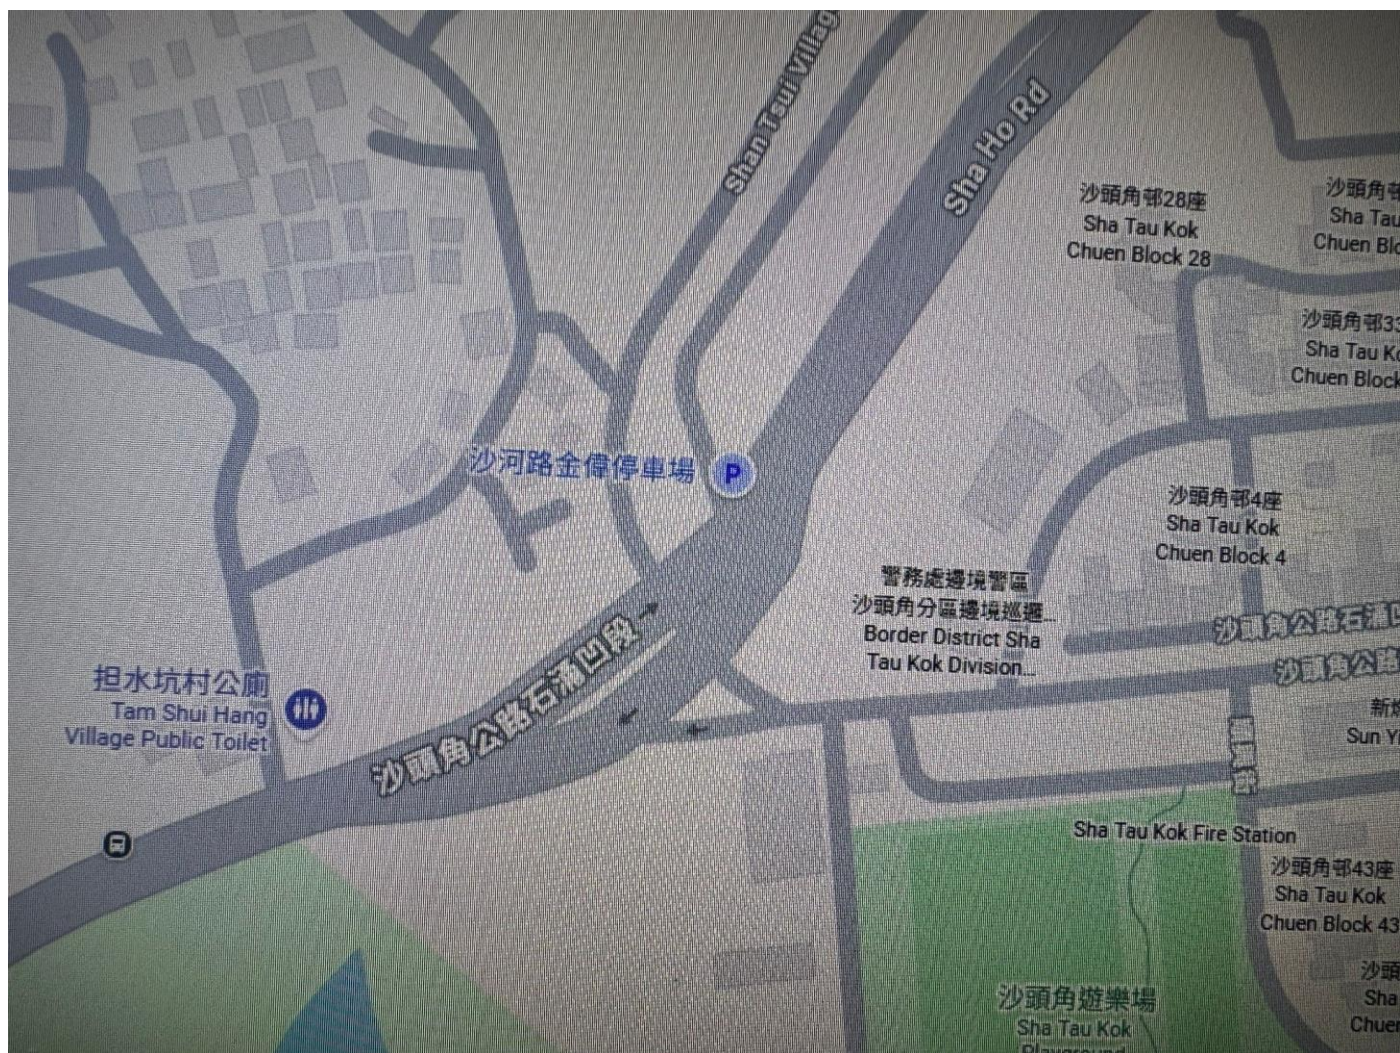 Shan Tsui Villag
Sha Ho Rd
沙頭角邨28座
Sha Tau Kok
Chuen Block 28
沙頭角邨
Sha Tau
Chuen Blo
沙頭角邨33
Sha Tau Ko
Chuen Block
沙河路金偉停車場
P
沙頭角邨4座
Sha Tau Kok
Chuen Block 4
警務處邊境警區
沙頭角分區邊境巡邏...
Border District Sha
Tau Kok Division...
沙頭角公路石涌凹段
沙頭角公路石涌凹
沙頭角公路
担水坑村公廁
Tam Shui Hang
Village Public Toilet
新
Sun Y
Sha Tau Kok Fire Station
沙頭角邨43座
Sha Tau Kok
Chuen Block 43
沙頭角遊樂場
Sha Tau Kok
Playground
沙頭
Sha
Chuen